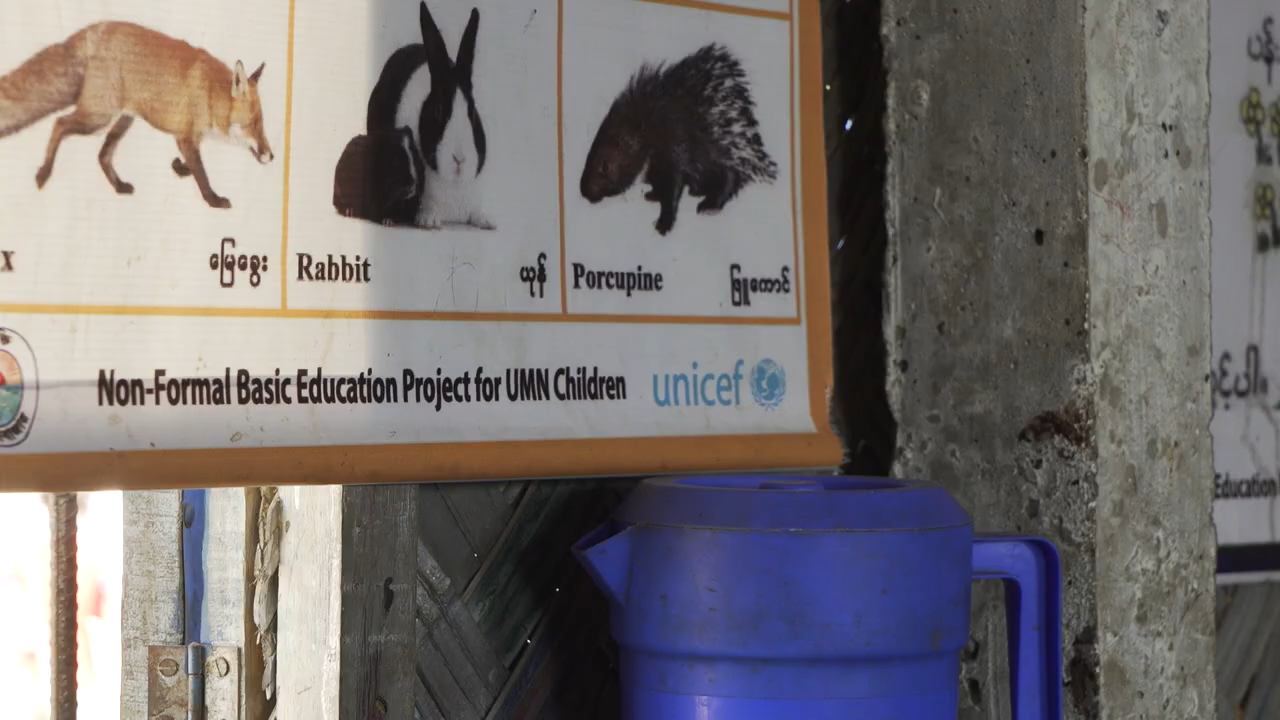 x မြေခွေး
Rabbit ယုန်
Porcupine ဖြူကောင်
Non-Formal Basic Education Project for UMN Children
unicef
Education